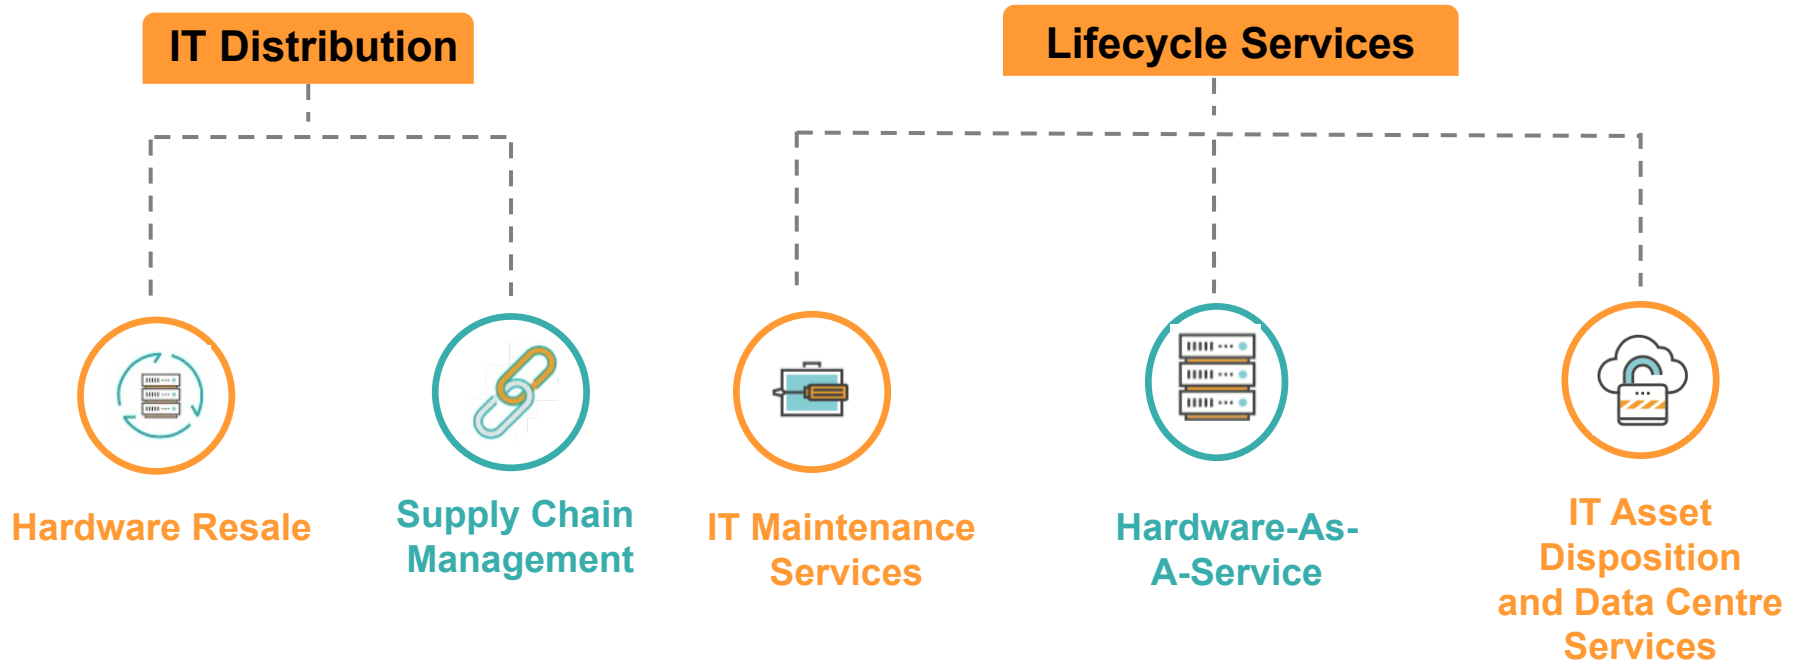 IT Distribution
Lifecycle Services
Hardware Resale
Supply Chain
Management
IT Maintenance
Services
Hardware-As-
A-Service
IT Asset
Disposition
and Data Centre
Services